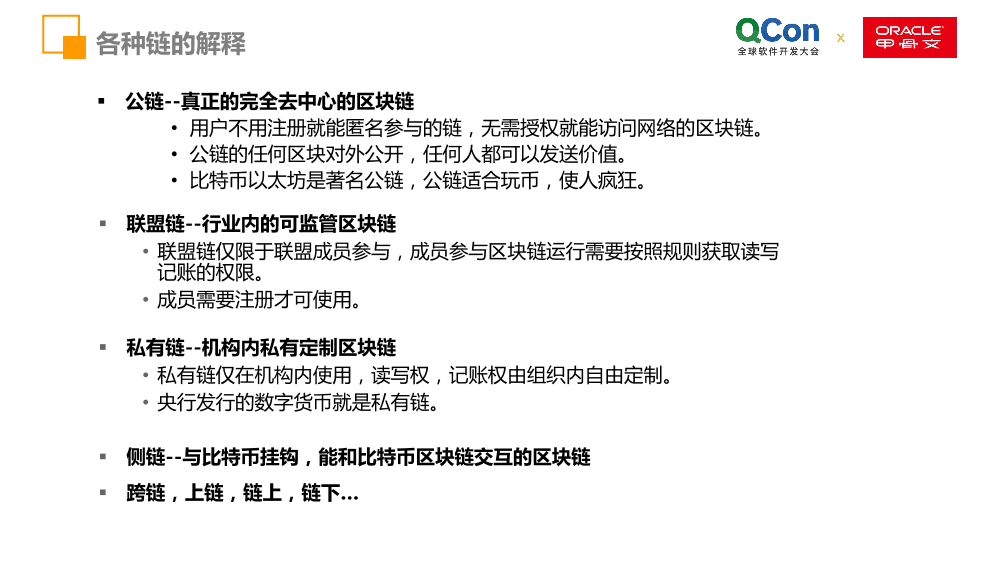 各种链的解释
QCon
全球软件开发大会
x
ORACLE
甲骨文
▪ 公链--真正的完全去中心的区块链
• 用户不用注册就能匿名参与的链，无需授权就能访问网络的区块链。
• 公链的任何区块对外公开，任何人都可以发送价值。
• 比特币以太坊是著名公链，公链适合玩币，使人疯狂。
▪ 联盟链--行业内的可监管区块链
• 联盟链仅限于联盟成员参与，成员参与区块链运行需要按照规则获取读写
记账的权限。
• 成员需要注册才可使用。
▪ 私有链--机构内私有定制区块链
• 私有链仅在机构内使用，读写权，记账权由组织内自由定制。
• 央行发行的数字货币就是私有链。
▪ 侧链--与比特币挂钩，能和比特币区块链交互的区块链
▪ 跨链，上链，链上，链下...